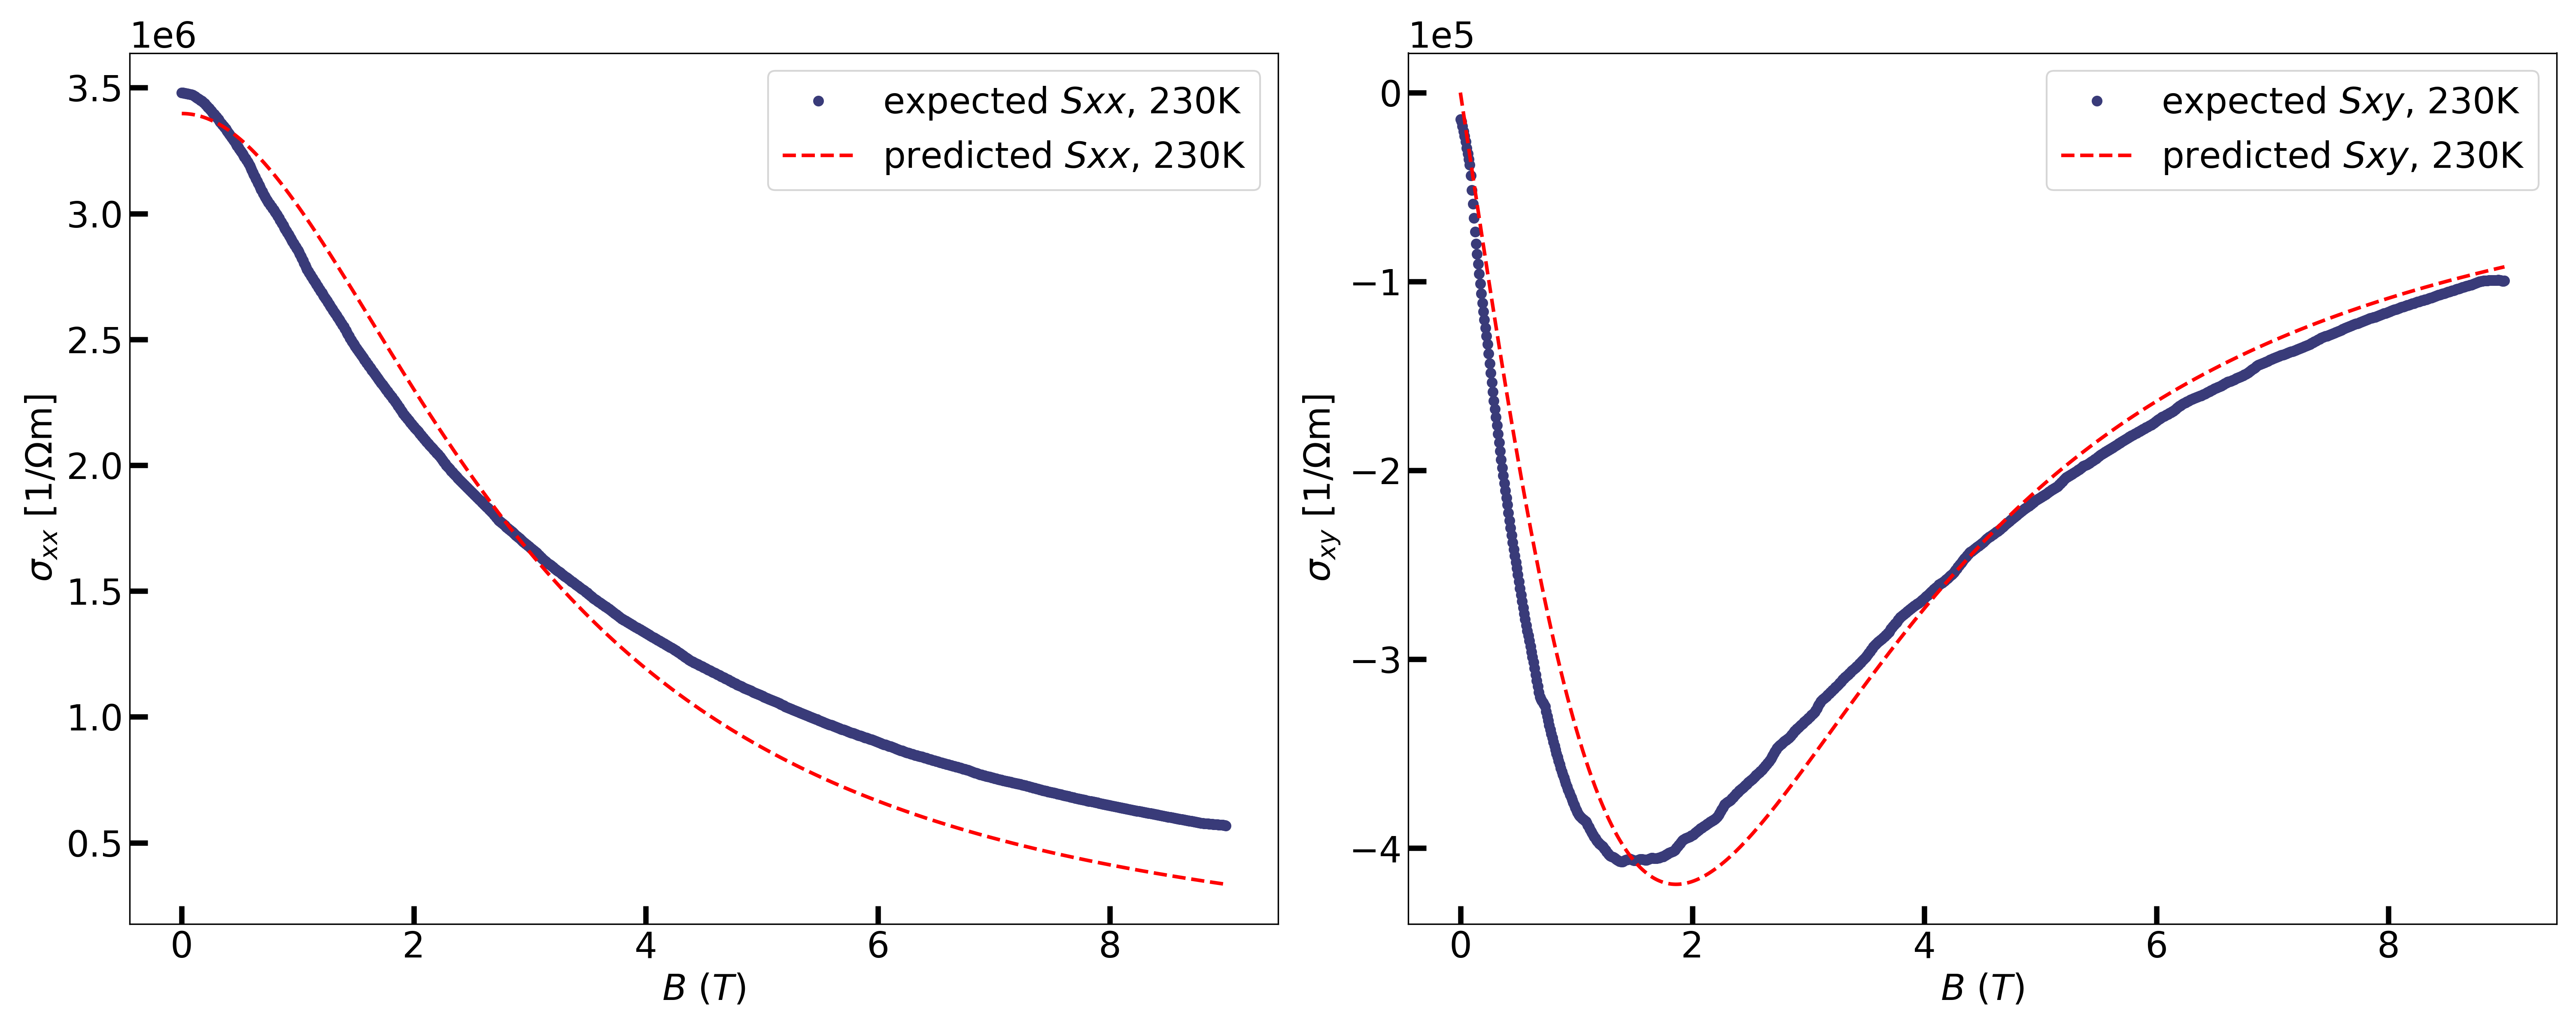 1e6
3.5
3.0
2.5
2.0
1.5
1.0
0.5
σxx [1/Ωm]
expected Sxx, 230K
predicted Sxx, 230K
0 2 4 6 8
B (T)
1e5
0
−1
−2
−3
−4
σxy [1/Ωm]
expected Sxy, 230K
predicted Sxy, 230K
0 2 4 6 8
B (T)